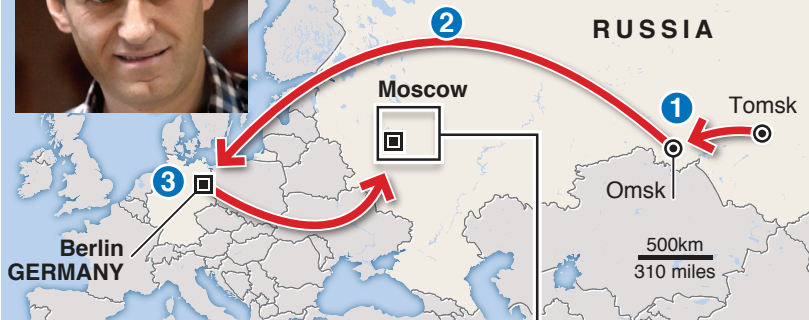 2
RUSSIA
Moscow
1
Tomsk
3
Omsk
Berlin
GERMANY
500km
310 miles